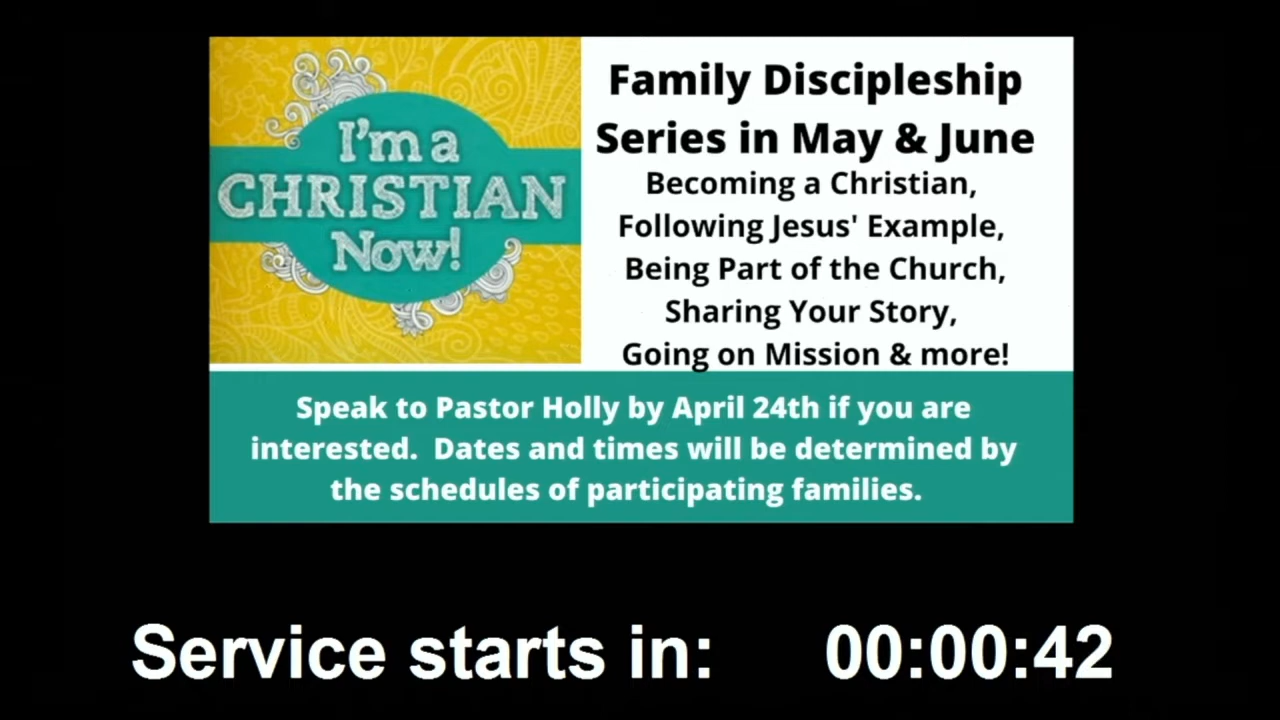 I'm a
CHRISTIAN
Now!
Family Discipleship
Series in May & June
Becoming a Christian,
Following Jesus' Example,
Being Part of the Church,
Sharing Your Story,
Going on Mission & more!
Speak to Pastor Holly by April 24th if you are
interested.  Dates and times will be determined by
the schedules of participating families.
Service starts in: 00:00:42